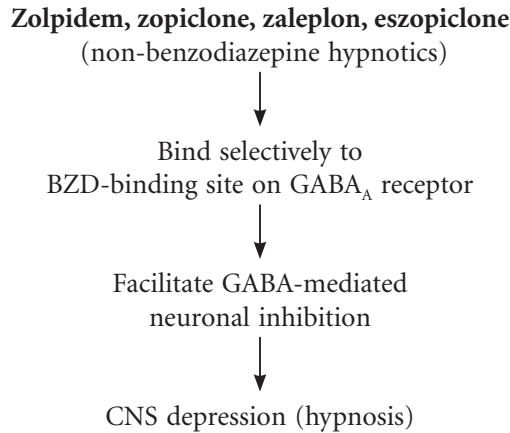 Zolpidem, zopiclone, zaleplon, eszopiclone
(non-benzodiazepine hypnotics)
Bind selectively to
BZD-binding site on GABA_A receptor
Facilitate GABA-mediated
neuronal inhibition
CNS depression (hypnosis)